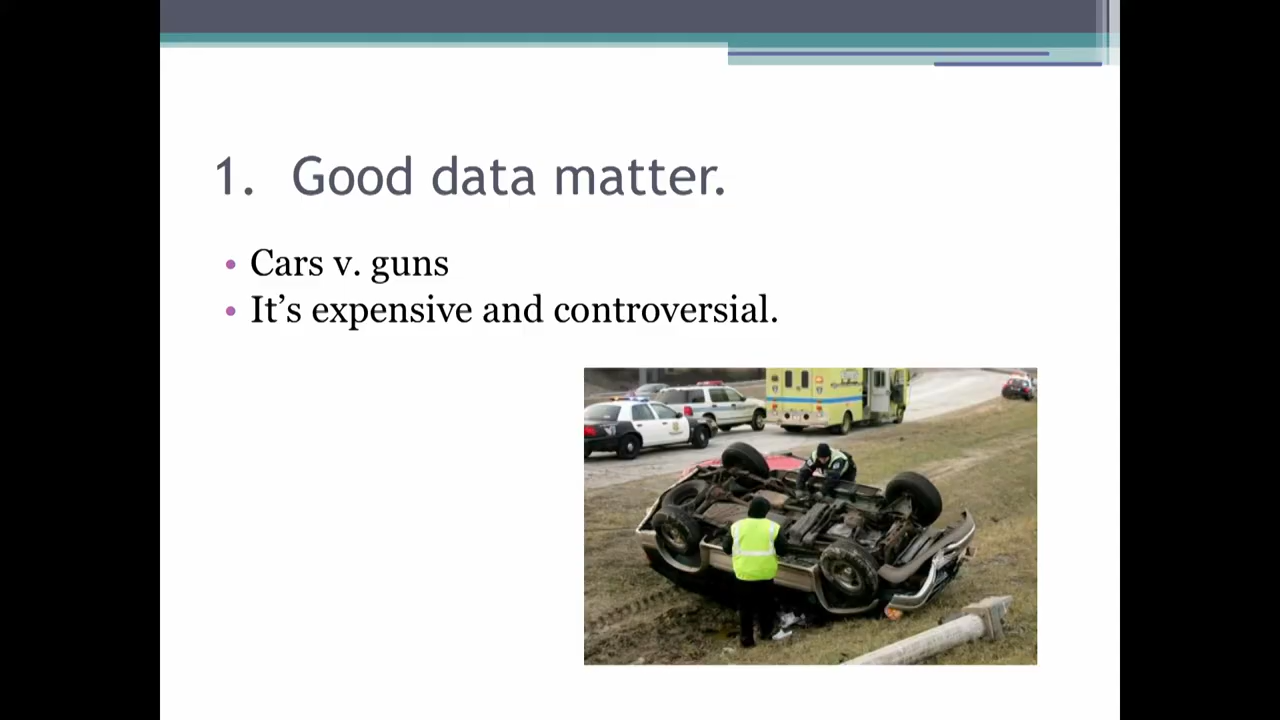 1. Good data matter.
• Cars v. guns
• It’s expensive and controversial.